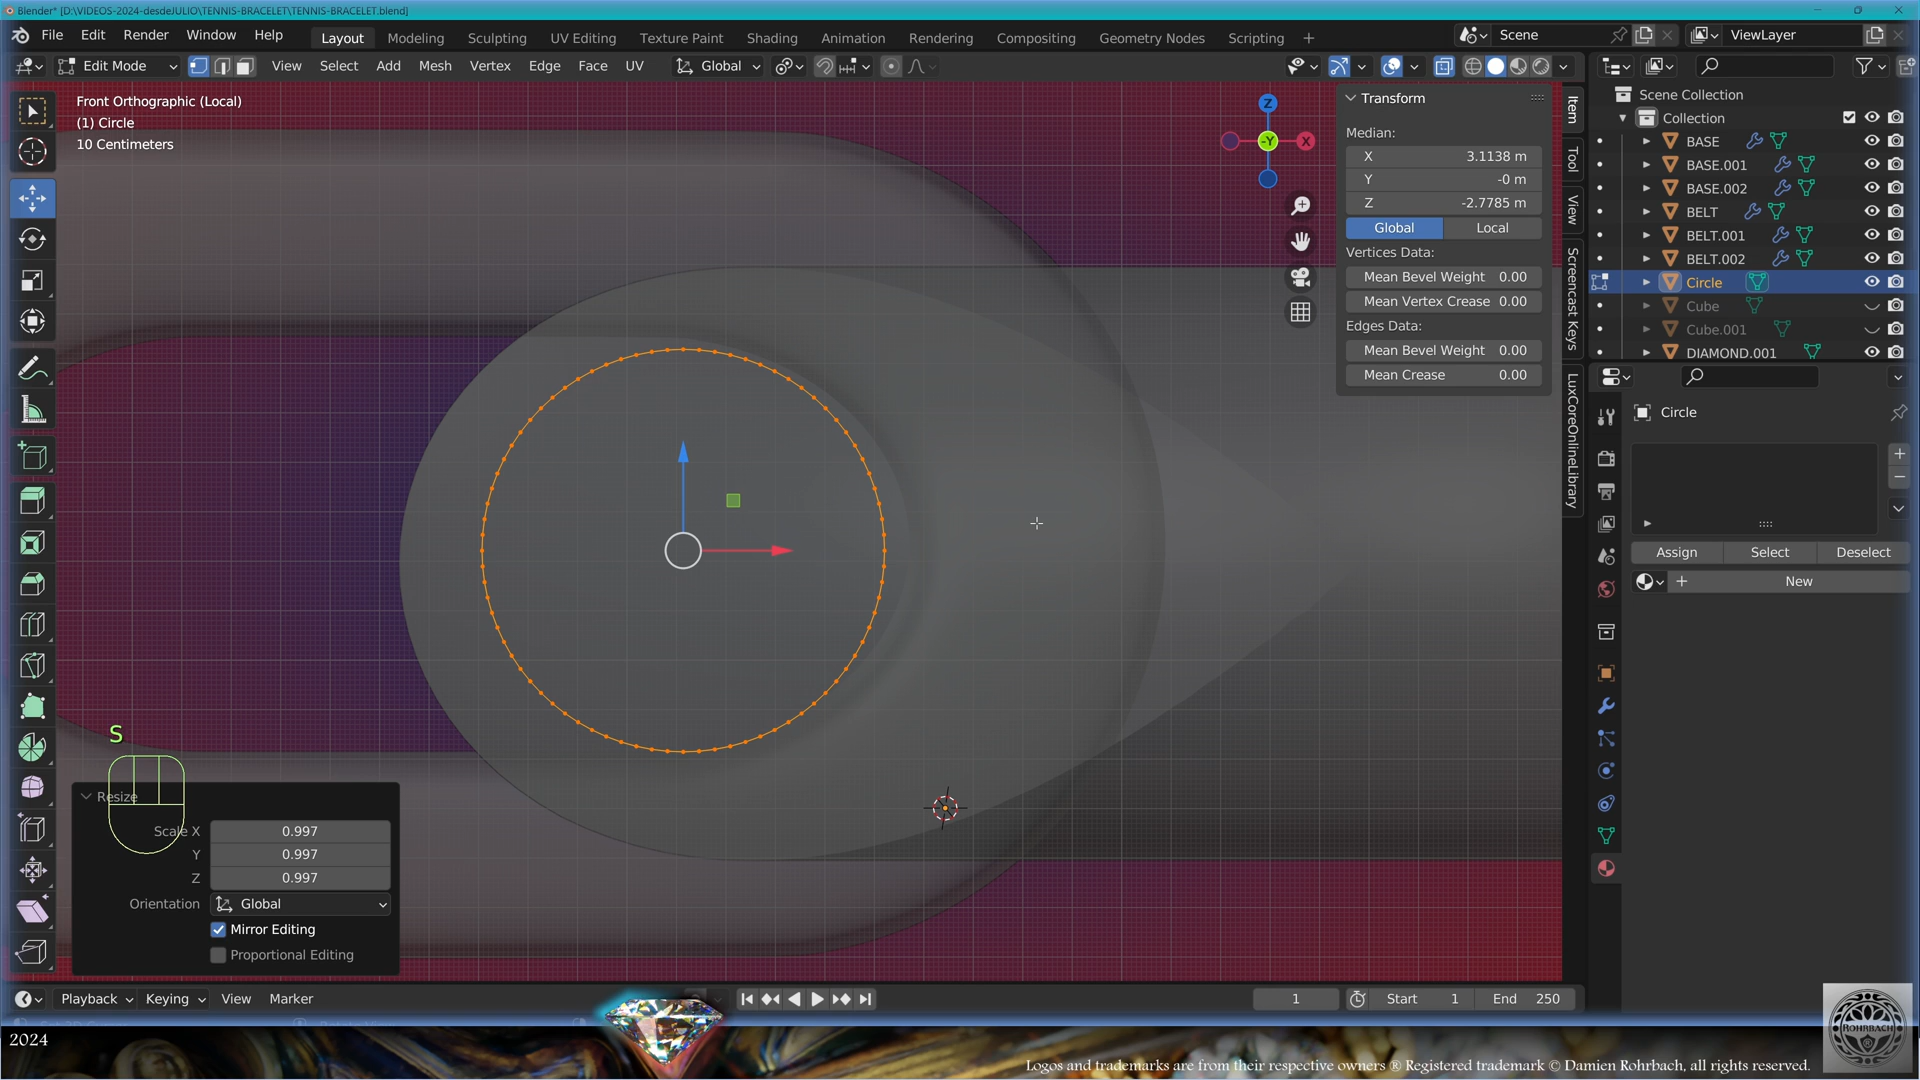 Blender* [D:\VIDEOS-2024-desdeJULIO\TENNIS-BRACELET\TENNIS-BRACELET.blend]
File Edit Render Window Help Layout Modeling Sculpting UV Editing Texture Paint Shading Animation Rendering Compositing Geometry Nodes Scripting + Scene ViewLayer
Edit Mode View Select Add Mesh Vertex Edge Face UV Global
Front Orthographic (Local)
(1) Circle
10 Centimeters
Z
-Y
X
Transform
Median:
X 3.1138 m
Y -0 m
Z -2.7785 m
Global Local
Vertices Data:
Mean Bevel Weight 0.00
Mean Vertex Crease 0.00
Edges Data:
Mean Bevel Weight 0.00
Mean Crease 0.00
Item
Tool
View
Screencast Keys
LuxCoreOnlineLibrary
Scene Collection
Collection
BASE
BASE.001
BASE.002
BELT
BELT.001
BELT.002
Circle
Cube
Cube.001
DIAMOND.001
Circle
Assign Select Deselect
New
S
Resize
Scale X 0.997
Y 0.997
Z 0.997
Orientation Global
Mirror Editing
Proportional Editing
Playback Keying View Marker 1 Start 1 End 250
2024
ROHRBACH
®
Logos and trademarks are from their respective owners ® Registered trademark © Damien Rohrbach, all rights reserved.